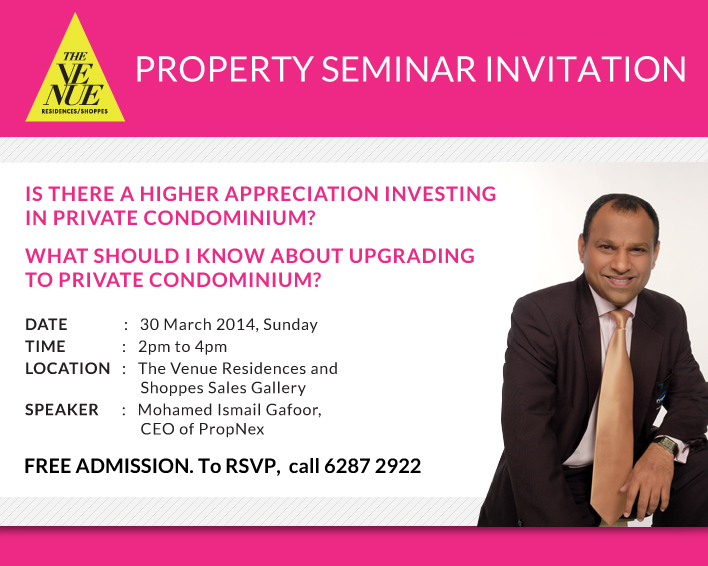 THE
VE
NUE
RESIDENCES/SHOPPES
PROPERTY SEMINAR INVITATION
IS THERE A HIGHER APPRECIATION INVESTING
IN PRIVATE CONDOMINIUM?
WHAT SHOULD I KNOW ABOUT UPGRADING
TO PRIVATE CONDOMINIUM?
DATE : 30 March 2014, Sunday
TIME : 2pm to 4pm
LOCATION : The Venue Residences and
Shoppes Sales Gallery
SPEAKER : Mohamed Ismail Gafoor,
CEO of PropNex
FREE ADMISSION. To RSVP, call 6287 2922